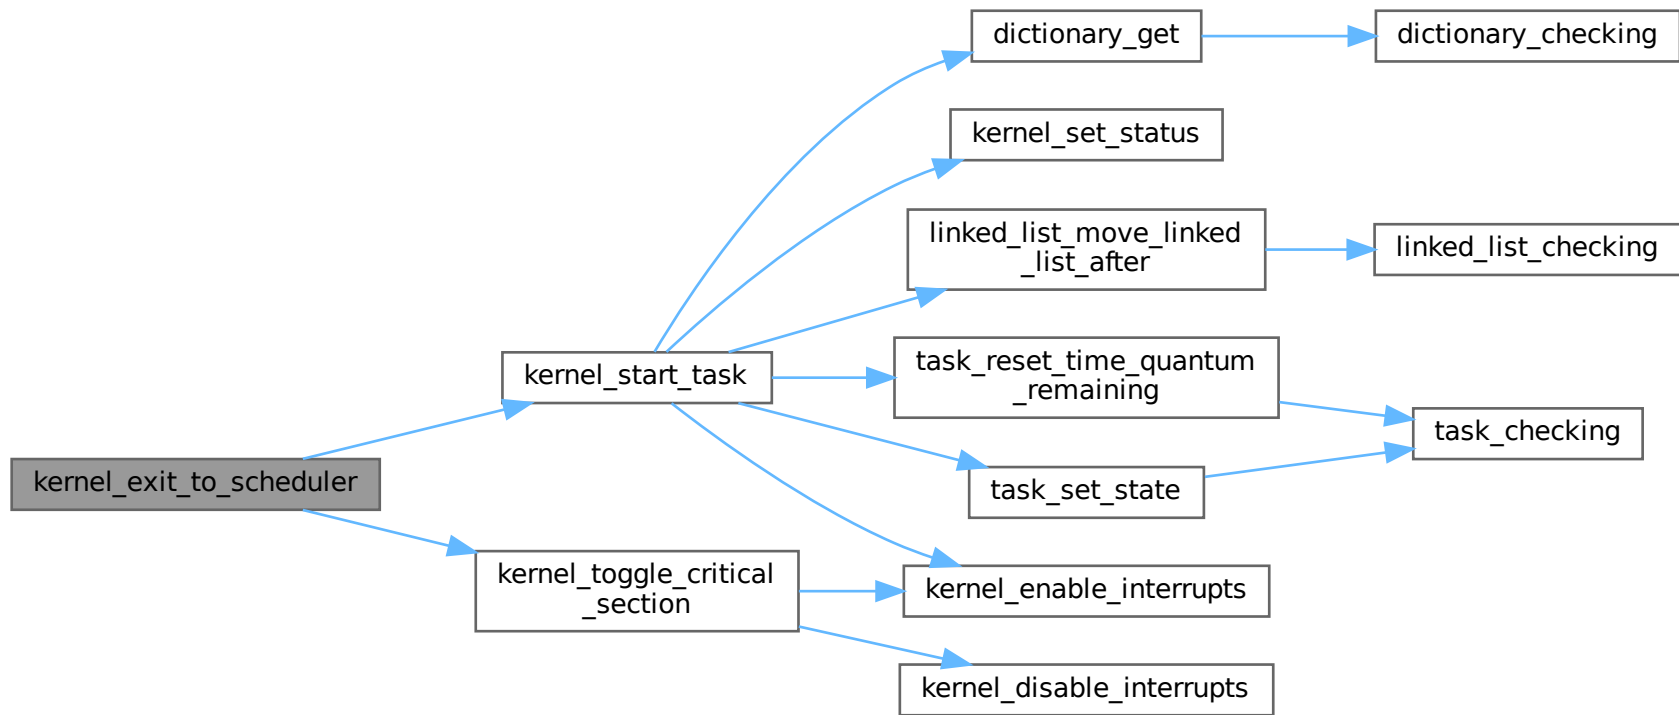 dictionary_get
dictionary_checking
kernel_set_status
linked_list_move_linked
_list_after
linked_list_checking
kernel_start_task
task_reset_time_quantum
_remaining
task_checking
kernel_exit_to_scheduler
task_set_state
kernel_toggle_critical
_section
kernel_enable_interrupts
kernel_disable_interrupts